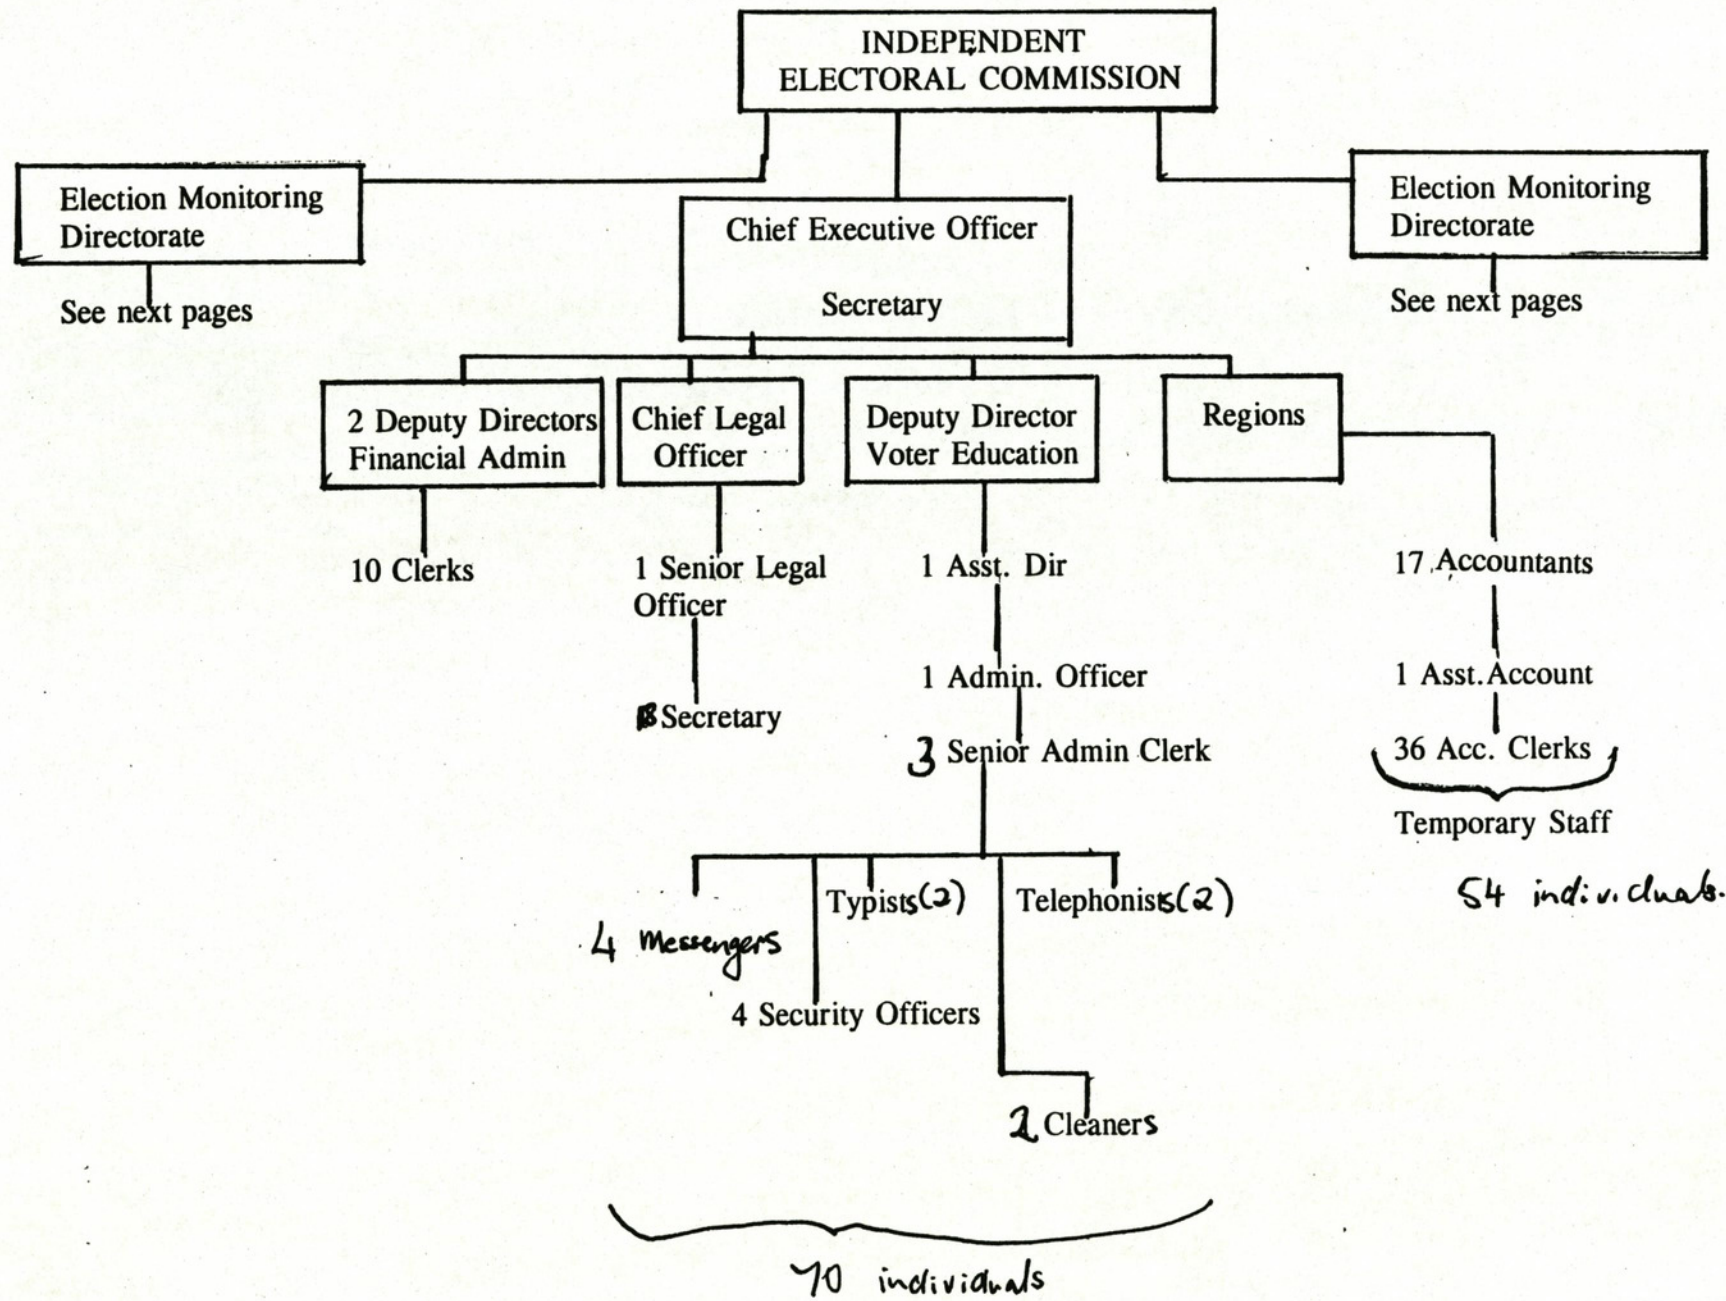 INDEPENDENT
ELECTORAL COMMISSION
Election Monitoring
Directorate
See next pages
Chief Executive Officer
Secretary
Election Monitoring
Directorate
See next pages
2 Deputy Directors
Financial Admin
Chief Legal
Officer
Deputy Director
Voter Education
Regions
10 Clerks
1 Senior Legal
Officer
Secretary
1 Asst. Dir
1 Admin. Officer
3 Senior Admin Clerk
17 Accountants
1 Asst.Account
36 Acc. Clerks
Temporary Staff
54 individuals.
4 Messengers
Typists(2)
Telephonists(2)
4 Security Officers
2 Cleaners
70 individuals